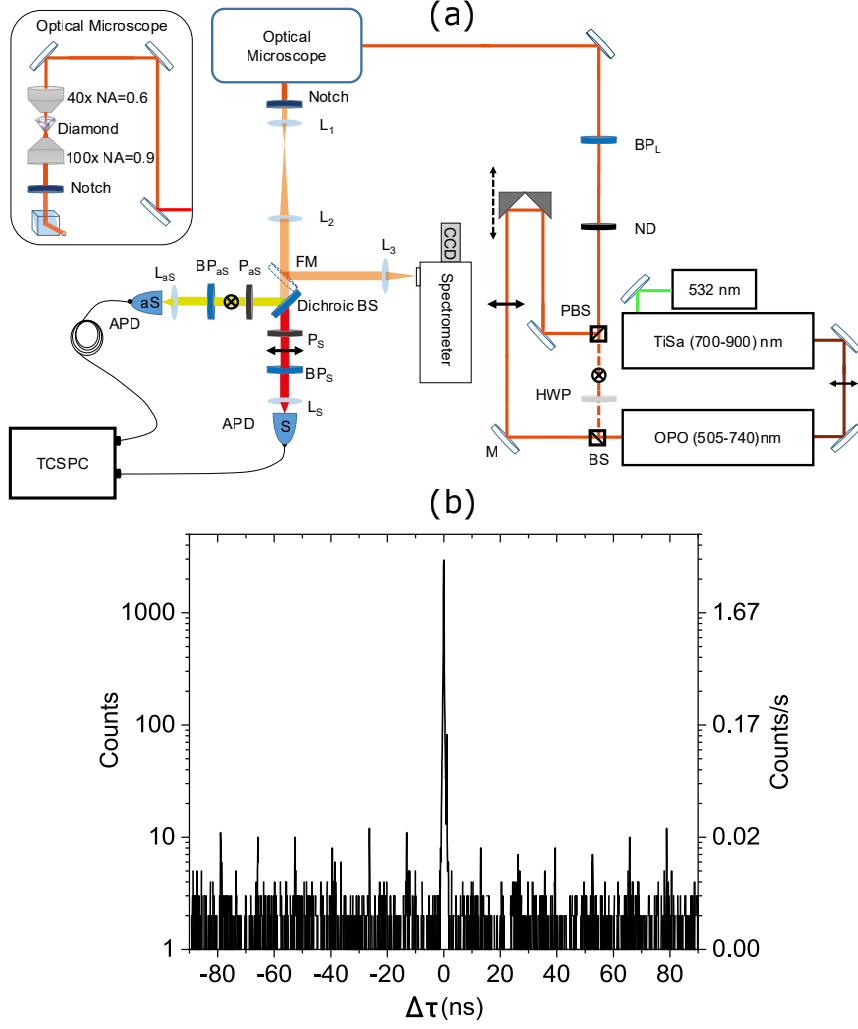 (a)
Optical Microscope
40x NA=0.6
Diamond
100x NA=0.9
Notch
Optical
Microscope
Notch
L1
L2
FM
L3
CCD
Spectrometer
LaS
BPaS
PaS
aS
APD
Dichroic BS
PS
BPS
LS
APD
S
TCSPC
BPL
ND
PBS
532 nm
TiSa (700-900) nm
HWP
OPO (505-740)nm
M
BS
(b)
Counts
1000
100
10
1
1.67
0.17
0.02
0.00
Counts/s
-80 -60 -40 -20 0 20 40 60 80
Δτ (ns)